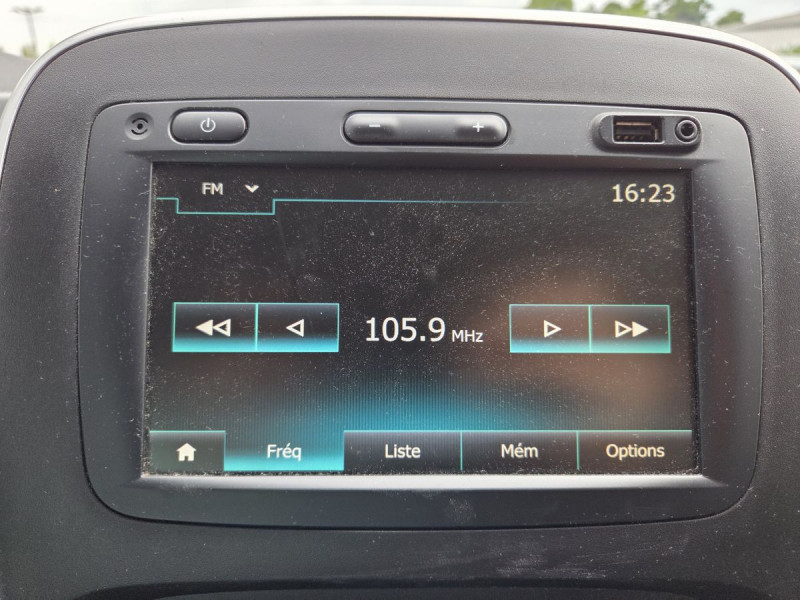 FM
16:23
105.9 MHz
Fréq
Liste
Mém
Options